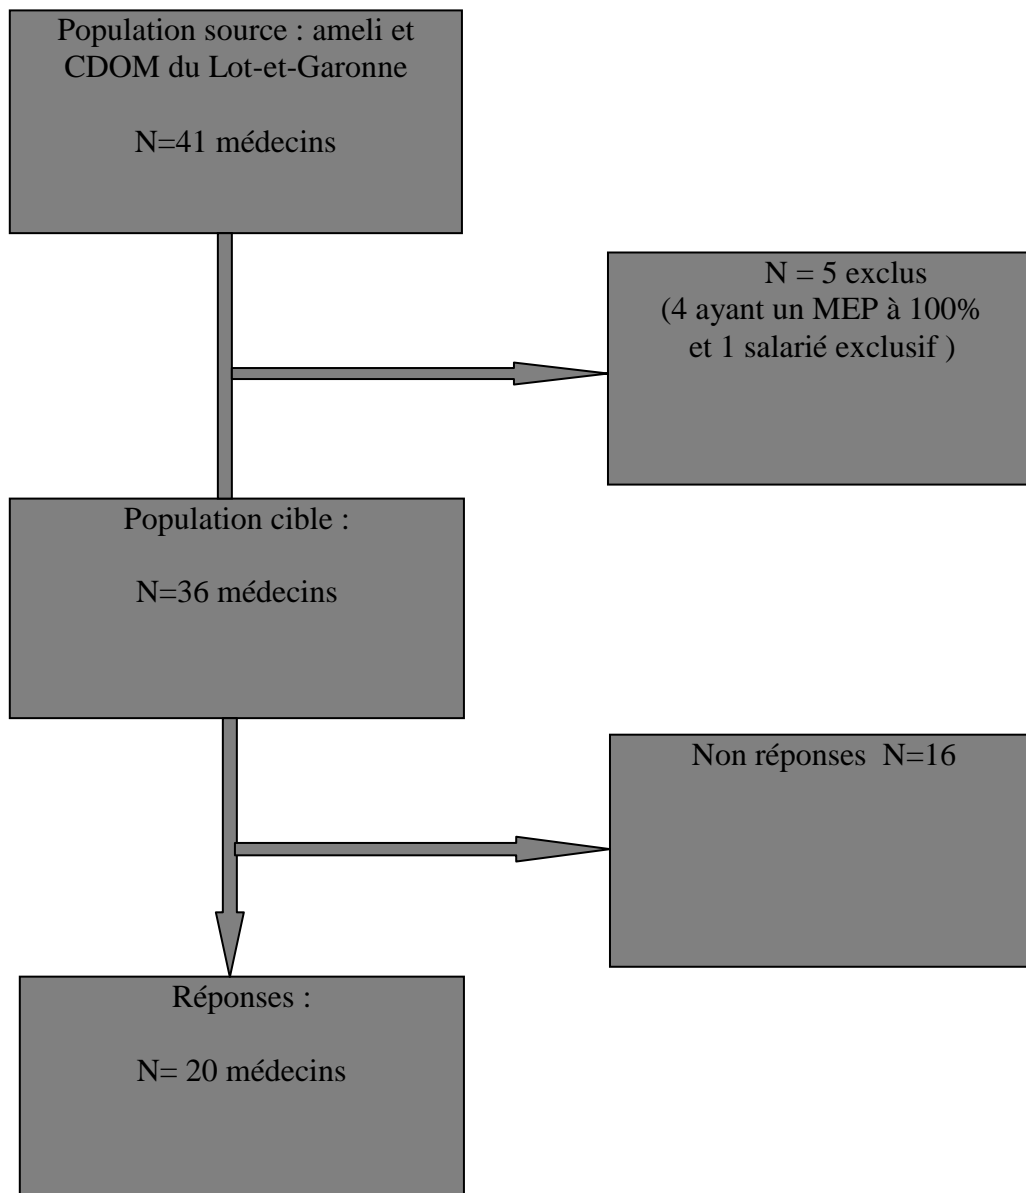 Population source : ameli et
CDOM du Lot-et-Garonne
N=41 médecins
N = 5 exclus
(4 ayant un MEP à 100%
et 1 salarié exclusif )
Population cible :
N=36 médecins
Non réponses  N=16
Réponses :
N= 20 médecins